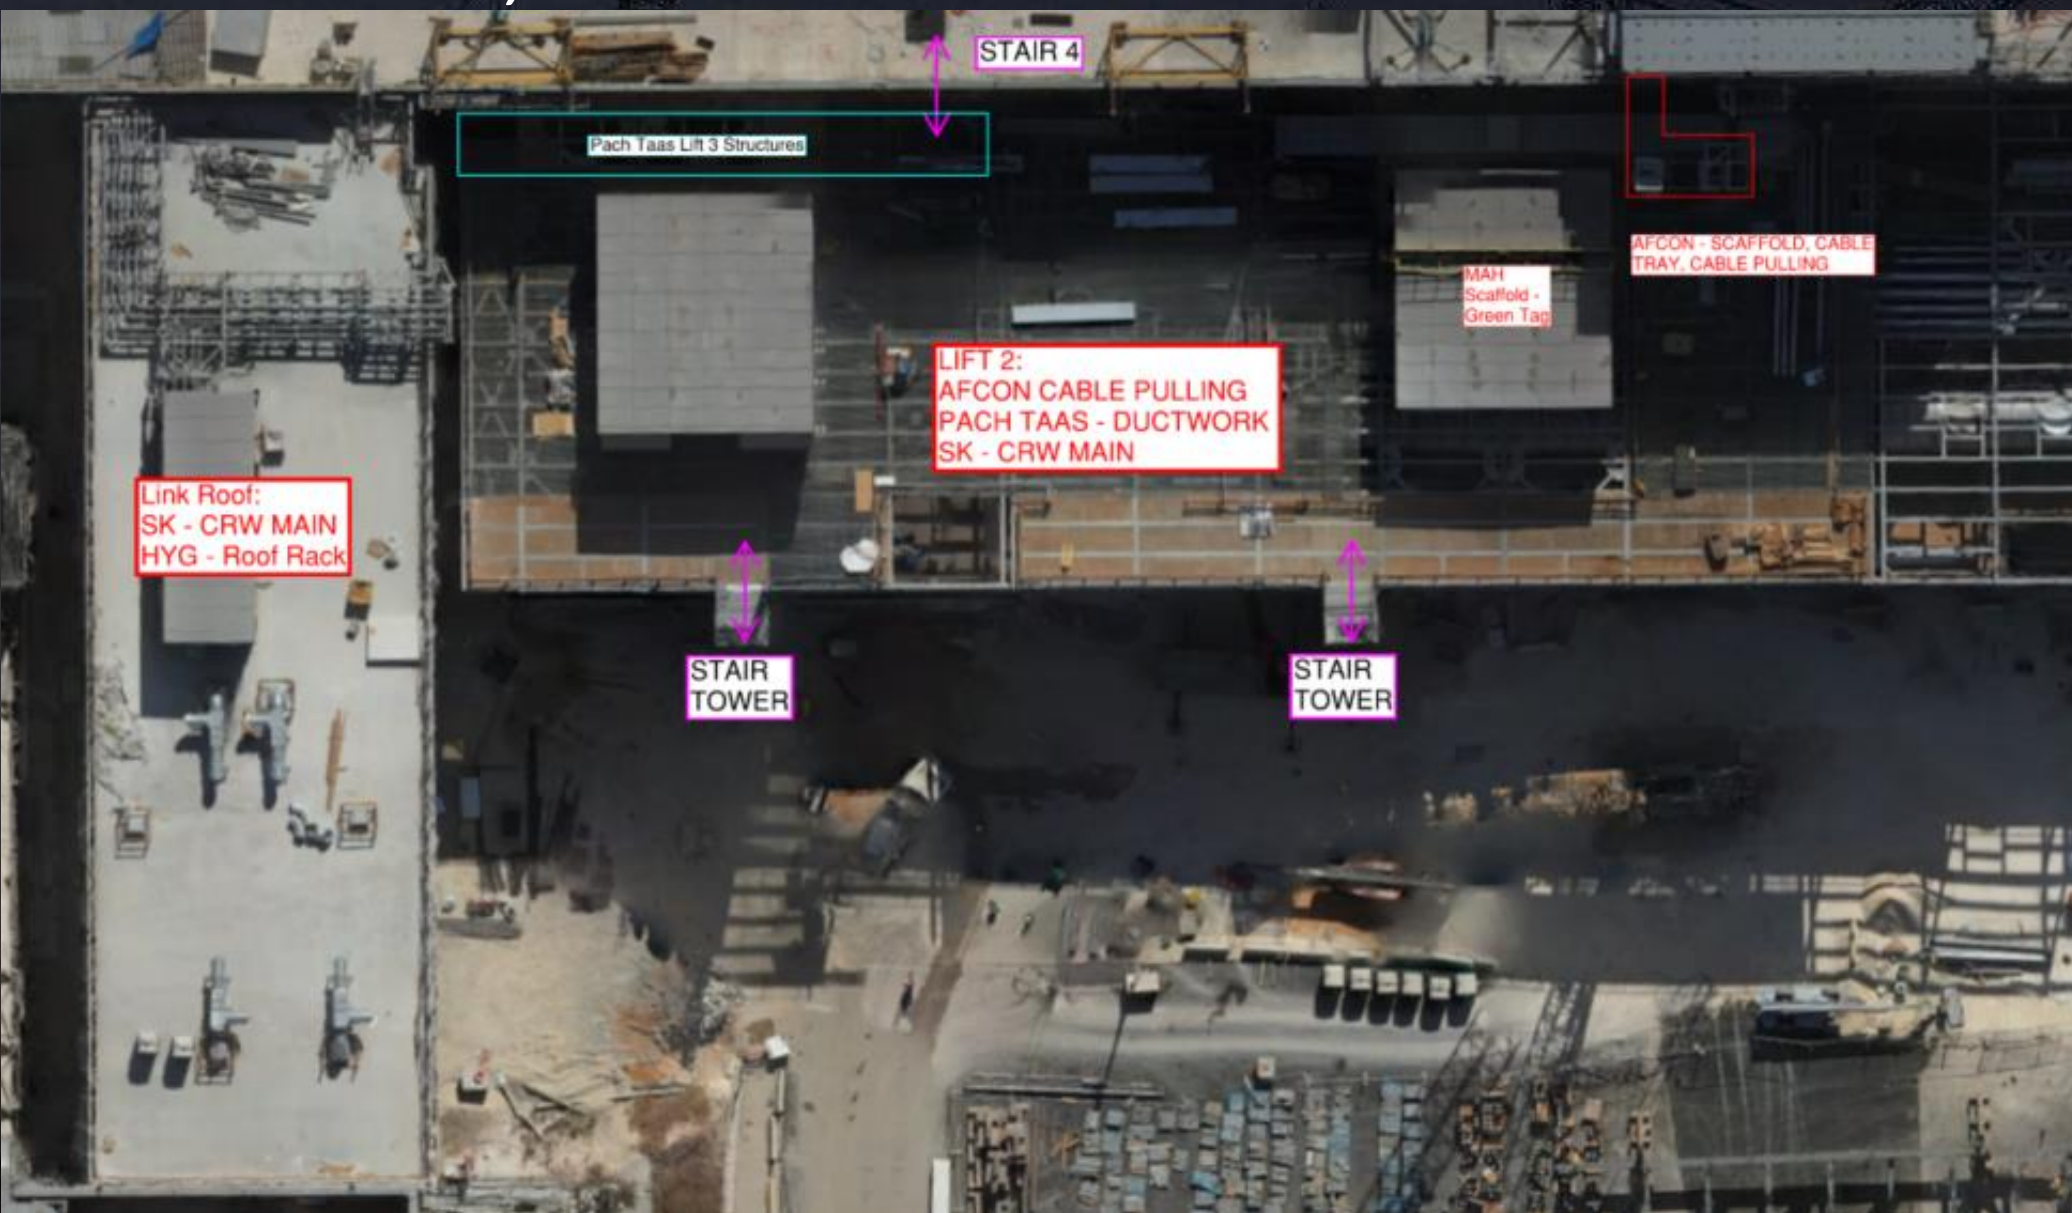 STAIR 4
Pach Taas Lift 3 Structures
AFCON - SCAFFOLD, CABLE
TRAY, CABLE PULLING
MAH
Scaffold -
Green Tag
LIFT 2:
AFCON CABLE PULLING
PACH TAAS - DUCTWORK
SK - CRW MAIN
Link Roof:
SK - CRW MAIN
HYG - Roof Rack
STAIR
TOWER
STAIR
TOWER